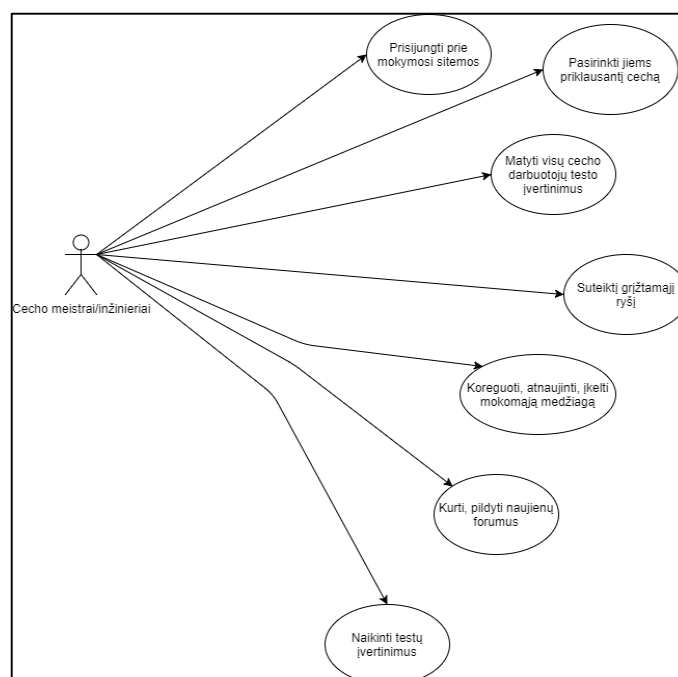 Prisijungti prie
mokymosi sitemos
Pasirinkti jiems
priklausantį cechą
Matyti visų cecho
darbuotojų testo
įvertinimus
Cecho meistrai/inžinieriai
Suteiktį grįžtamąjį
ryšį
Koreguoti, atnaujinti, įkelti
mokomąją medžiagą
Kurti, pildyti naujienų
forumus
Naikinti testų
įvertinimus